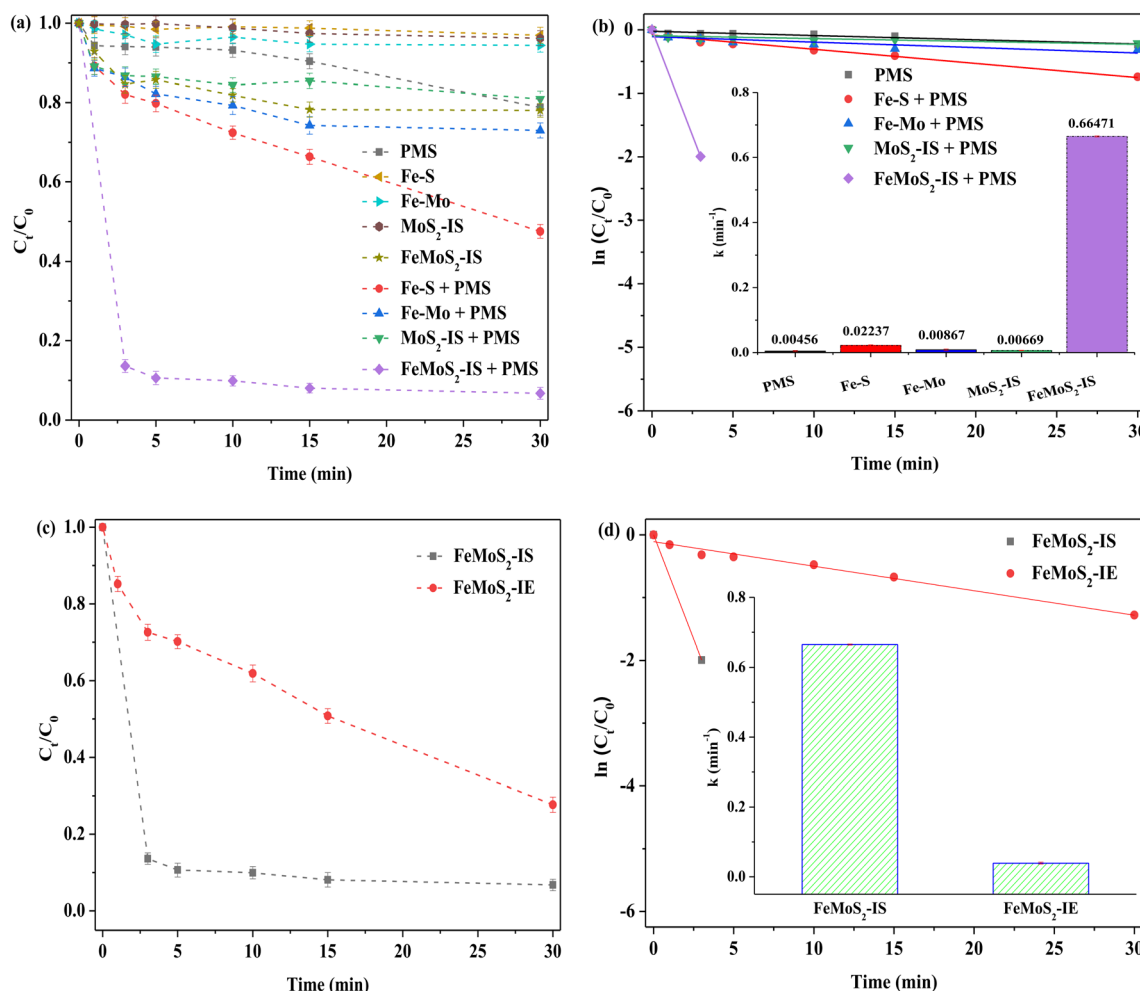 (a)
1.0
0.8
0.6
0.4
0.2
0.0
Cₜ/C₀
0
5
10
15
20
25
30
Time (min)
PMS
Fe-S
Fe-Mo
MoS₂-IS
FeMoS₂-IS
Fe-S + PMS
Fe-Mo + PMS
MoS₂-IS + PMS
FeMoS₂-IS + PMS
(b)
0
-1
-2
-3
-4
-5
-6
ln (Cₜ/C₀)
0
5
10
15
20
25
30
Time (min)
PMS
Fe-S + PMS
Fe-Mo + PMS
MoS₂-IS + PMS
FeMoS₂-IS + PMS
0.8
0.6
0.4
0.2
0.0
k (min⁻¹)
0.00456
0.02237
0.00867
0.00669
0.66471
PMS
Fe-S
Fe-Mo
MoS₂-IS
FeMoS₂-IS
(c)
1.0
0.8
0.6
0.4
0.2
0.0
Cₜ/C₀
0
5
10
15
20
25
30
Time (min)
FeMoS₂-IS
FeMoS₂-IE
(d)
0
-2
-4
-6
ln (Cₜ/C₀)
0
5
10
15
20
25
30
Time (min)
FeMoS₂-IS
FeMoS₂-IE
0.8
0.6
0.4
0.2
0.0
k (min⁻¹)
FeMoS₂-IS
FeMoS₂-IE